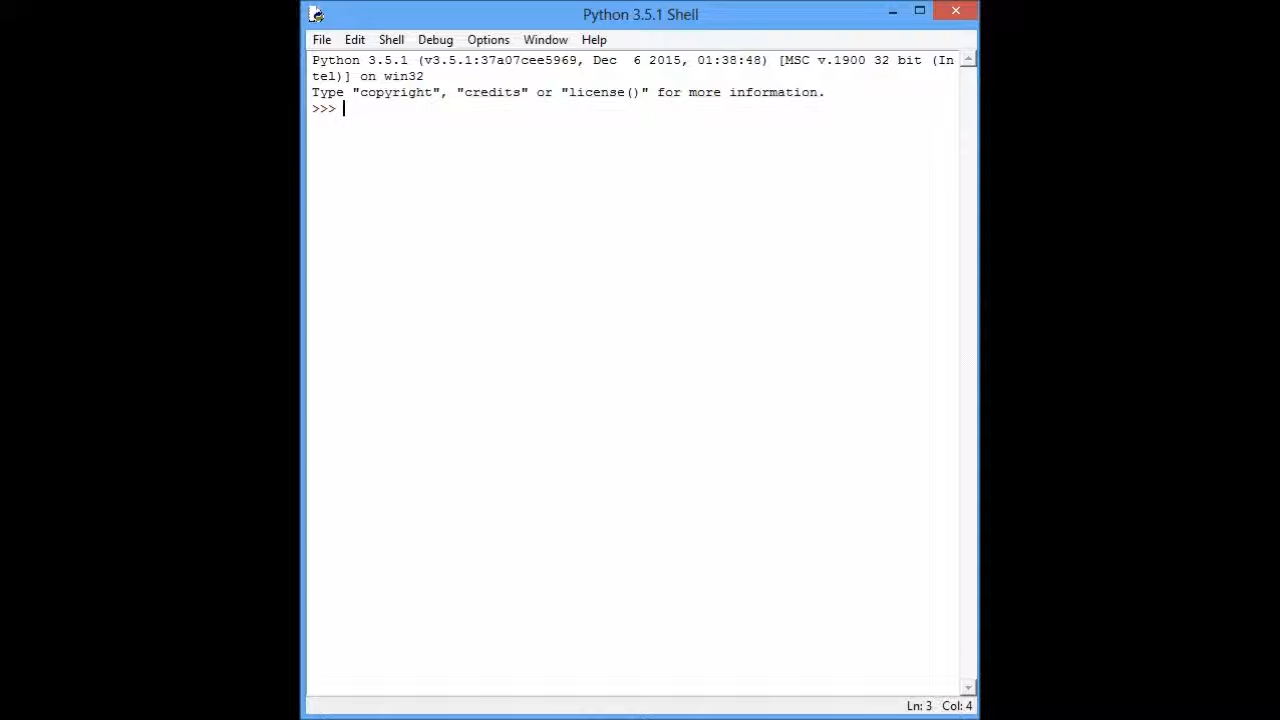 Python 3.5.1 Shell
File Edit Shell Debug Options Window Help
Python 3.5.1 (v3.5.1:37a07cee5969, Dec  6 2015, 01:38:48) [MSC v.1900 32 bit (In
tel)] on win32
Type "copyright", "credits" or "license()" for more information.
>>>
Ln: 3 Col: 4